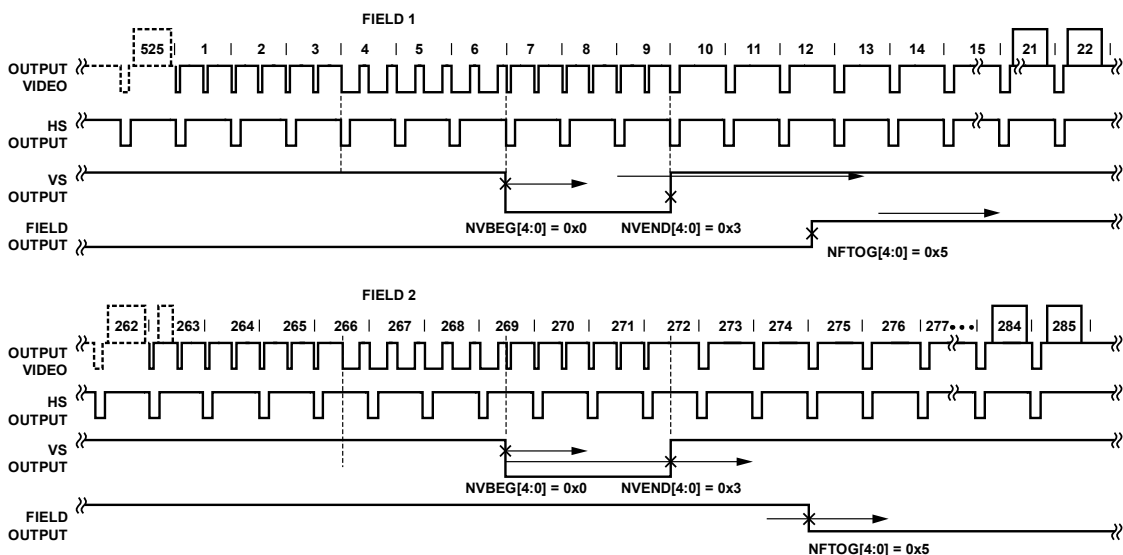 FIELD 1
525 1 2 3 4 5 6 7 8 9 10 11 12 13 14 15 21 22
OUTPUT
VIDEO
HS
OUTPUT
VS
OUTPUT
NVBEG[4:0] = 0x0 NVEND[4:0] = 0x3
FIELD
OUTPUT
NFTOG[4:0] = 0x5
FIELD 2
262 263 264 265 266 267 268 269 270 271 272 273 274 275 276 277 284 285
OUTPUT
VIDEO
HS
OUTPUT
VS
OUTPUT
NVBEG[4:0] = 0x0 NVEND[4:0] = 0x3
FIELD
OUTPUT
NFTOG[4:0] = 0x5